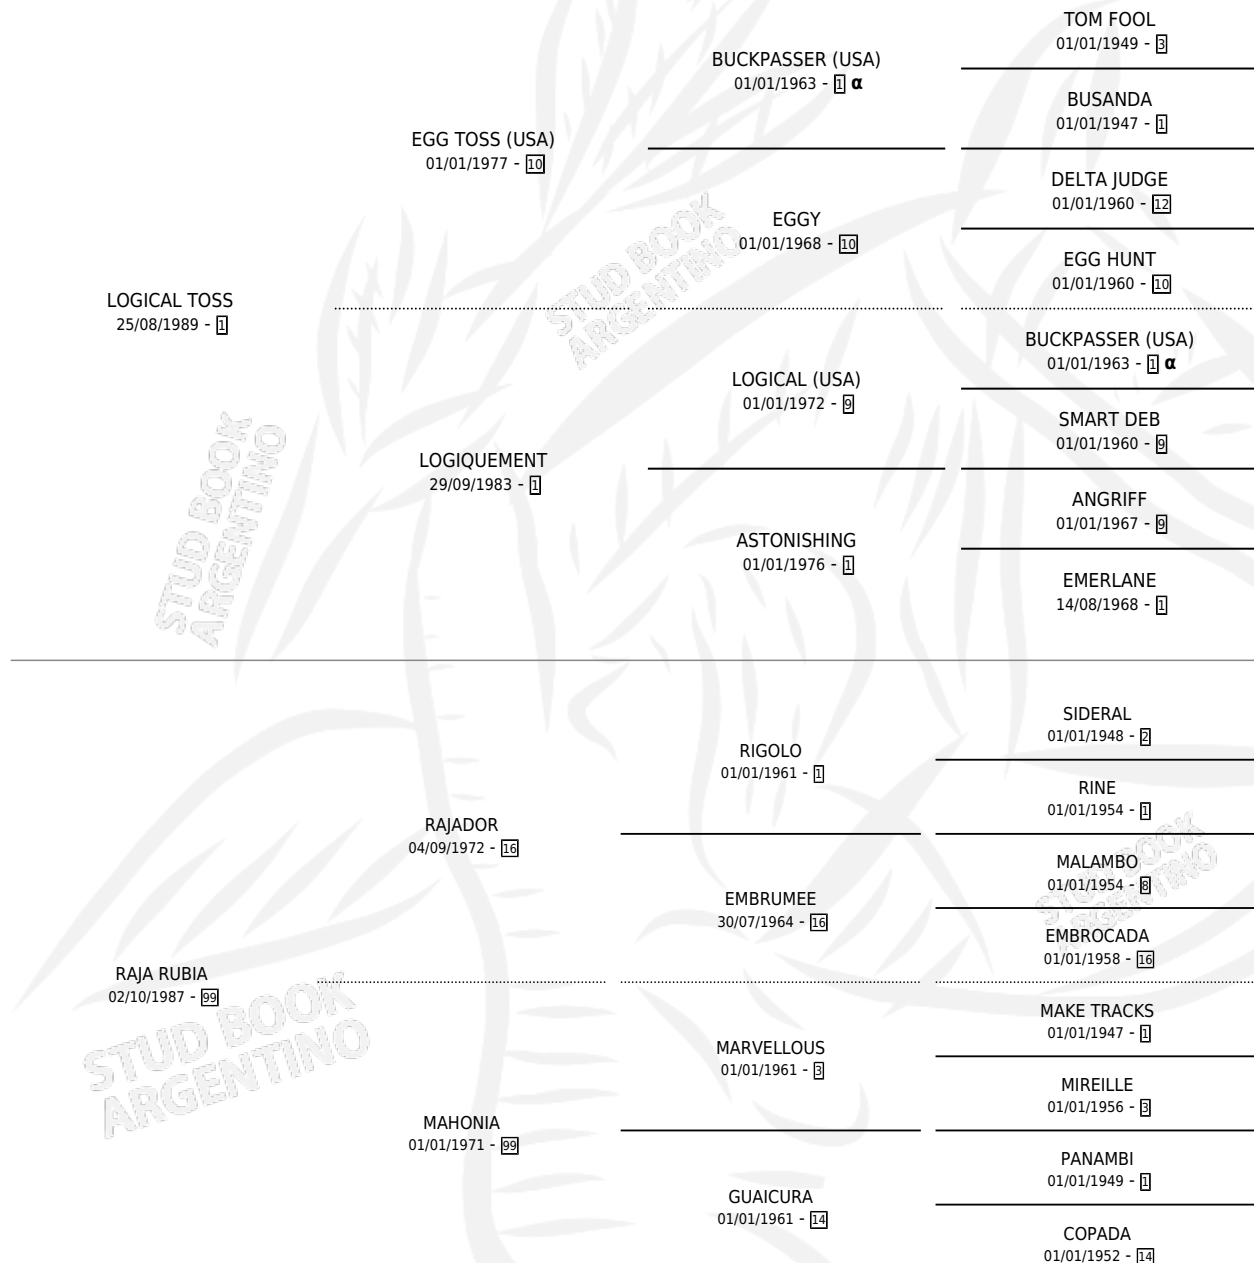 TOM FOOL
01/01/1949 - 3
BUCKPASSER (USA)
01/01/1963 - 1 α
BUSANDA
01/01/1947 - 1
EGG TOSS (USA)
01/01/1977 - 10
DELTA JUDGE
01/01/1960 - 12
EGGY
01/01/1968 - 10
EGG HUNT
01/01/1960 - 10
LOGICAL TOSS
25/08/1989 - 1
STUD BOOK
ARGENTINO
BUCKPASSER (USA)
01/01/1963 - 1 α
LOGICAL (USA)
01/01/1972 - 9
SMART DEB
01/01/1960 - 9
LOGIQUEMENT
29/09/1983 - 1
STUD BOOK
ARGENTINO
ANGRIFF
01/01/1967 - 9
ASTONISHING
01/01/1976 - 1
EMERLANE
14/08/1968 - 1
SIDERAL
01/01/1948 - 2
RIGOLO
01/01/1961 - 1
RINE
01/01/1954 - 1
RAJADOR
04/09/1972 - 16
MALAMBO
01/01/1954 - 8
STUD BOOK
ARGENTINO
EMBRUMEE
30/07/1964 - 16
EMBROCADA
01/01/1958 - 16
RAJA RUBIA
02/10/1987 - 99
STUD BOOK
ARGENTINO
MAKE TRACKS
01/01/1947 - 1
MARVELLOUS
01/01/1961 - 3
MIREILLE
01/01/1956 - 3
MAHONIA
01/01/1971 - 99
PANAMBI
01/01/1949 - 1
GUAICURA
01/01/1961 - 14
COPADA
01/01/1952 - 14